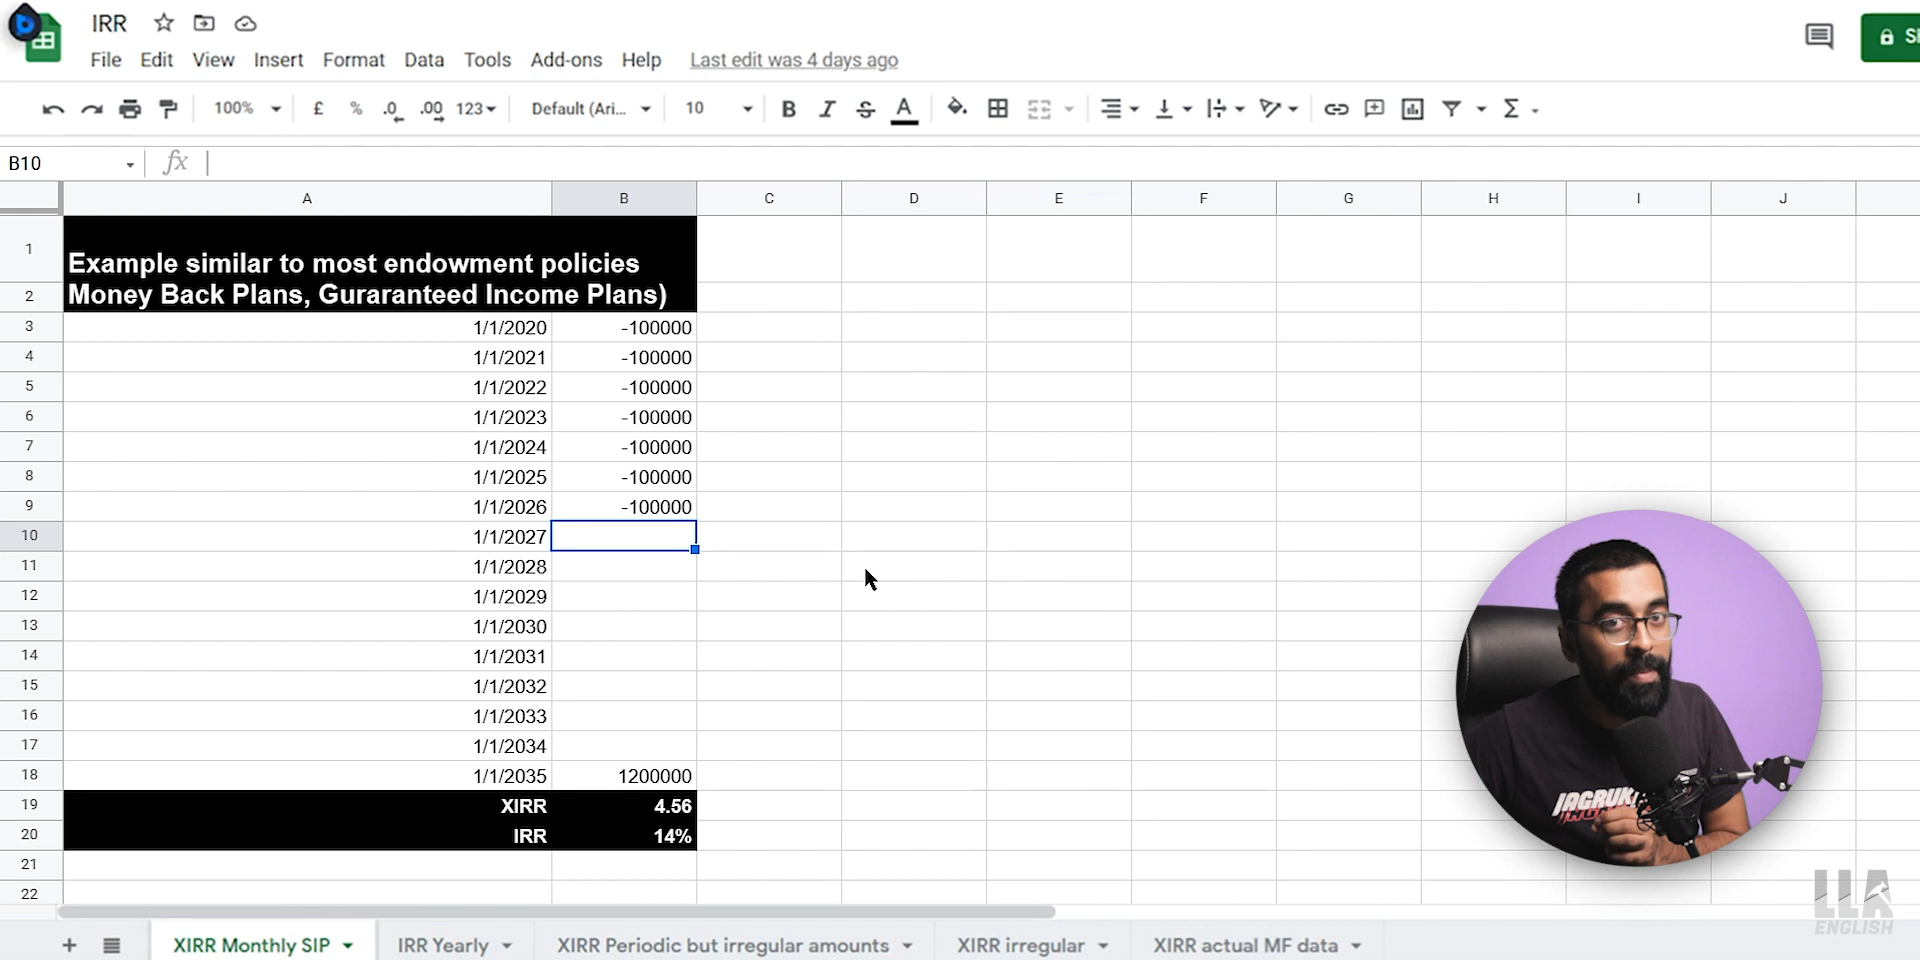 IRR
File Edit View Insert Format Data Tools Add-ons Help Last edit was 4 days ago
100% £ % .0 .00 123 Default (Ari... 10 B I S A Σ
B10 fx
A B C D E F G H I J
1 Example similar to most endowment policies
2 Money Back Plans, Guraranteed Income Plans)
3 1/1/2020 -100000
4 1/1/2021 -100000
5 1/1/2022 -100000
6 1/1/2023 -100000
7 1/1/2024 -100000
8 1/1/2025 -100000
9 1/1/2026 -100000
10 1/1/2027
11 1/1/2028
12 1/1/2029
13 1/1/2030
14 1/1/2031
15 1/1/2032
16 1/1/2033
17 1/1/2034
18 1/1/2035 1200000
19 XIRR 4.56
20 IRR 14%
21
22
LLA
ENGLISH
XIRR Monthly SIP IRR Yearly XIRR Periodic but irregular amounts XIRR irregular XIRR actual MF data